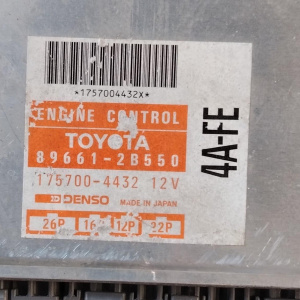 *1757004432X*
ENGINE CONTROL
TOYOTA
89661-2B550
175700-4432 12V
DENSO MADE IN JAPAN
26P 16P 12P 22P
4A-FE